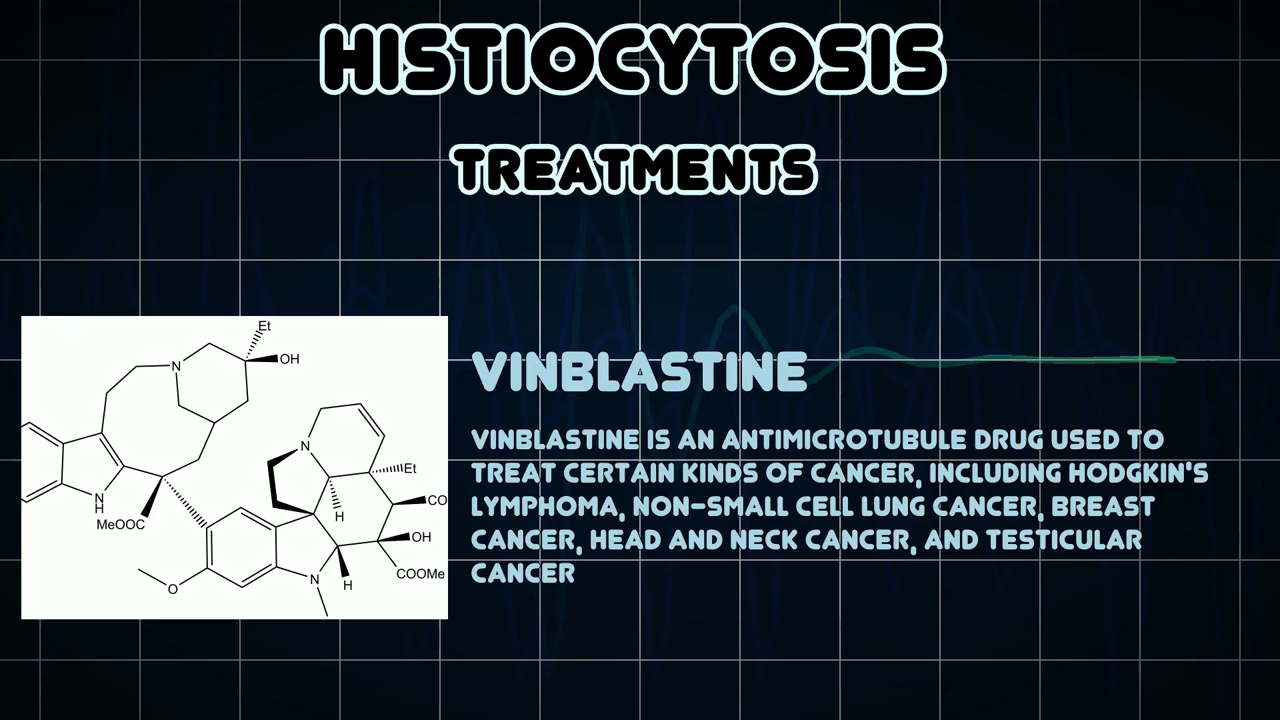 HISTIOCYTOSIS
TREATMENTS
VINBLASTINE
VINBLASTINE IS AN ANTIMICROTUBULE DRUG USED TO
TREAT CERTAIN KINDS OF CANCER, INCLUDING HODGKIN'S
LYMPHOMA, NON-SMALL CELL LUNG CANCER, BREAST
CANCER, HEAD AND NECK CANCER, AND TESTICULAR
CANCER
Et
N
OH
N
Et
CO
N
H
H
MeOOC
OH
COOMe
O
N
H